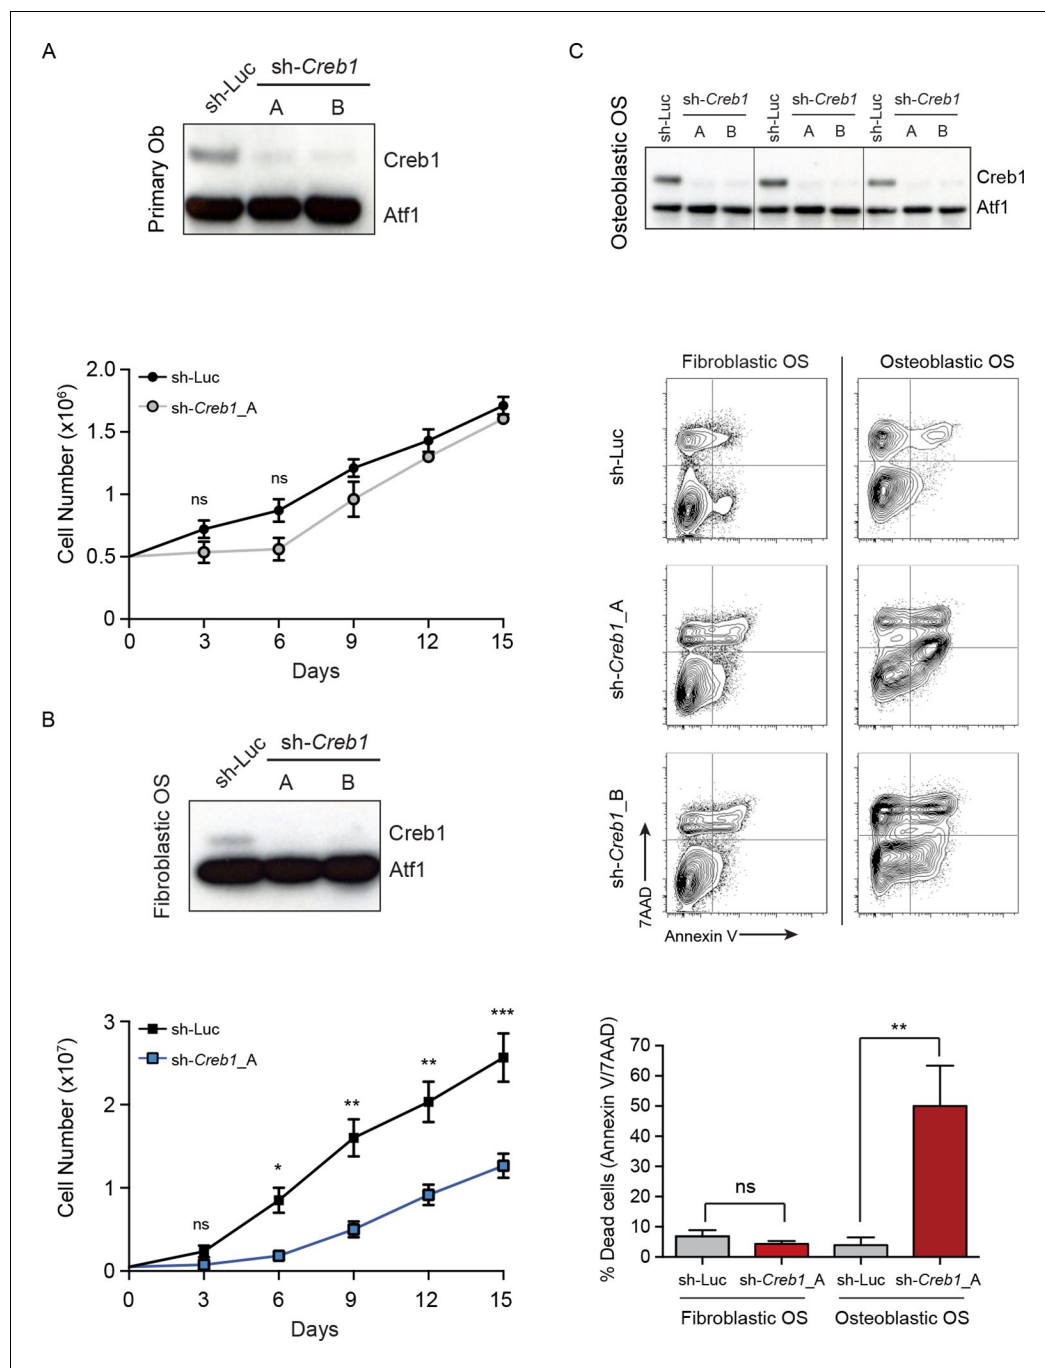 A
sh-Luc
sh-Creb1
A
B
Primary Ob
Creb1
Atf1
2.0
1.5
1
0.5
0
Cell Number (x10⁶)
sh-Luc
sh-Creb1_A
ns
ns
0
3
6
9
12
15
Days
B
sh-Luc
sh-Creb1
A
B
Fibroblastic OS
Creb1
Atf1
3
2
1
0
Cell Number (x10⁷)
sh-Luc
sh-Creb1_A
ns
*
**
**
***
0
3
6
9
12
15
Days
C
Osteoblastic OS
sh-Luc
sh-Creb1
A
B
sh-Luc
sh-Creb1
A
B
sh-Luc
sh-Creb1
A
B
Creb1
Atf1
Fibroblastic OS
Osteoblastic OS
sh-Luc
sh-Creb1_A
sh-Creb1_B
7AAD
Annexin V
% Dead cells (Annexin V/7AAD)
70
60
50
40
30
20
10
0
ns
**
sh-Luc
sh-Creb1_A
sh-Luc
sh-Creb1_A
Fibroblastic OS
Osteoblastic OS